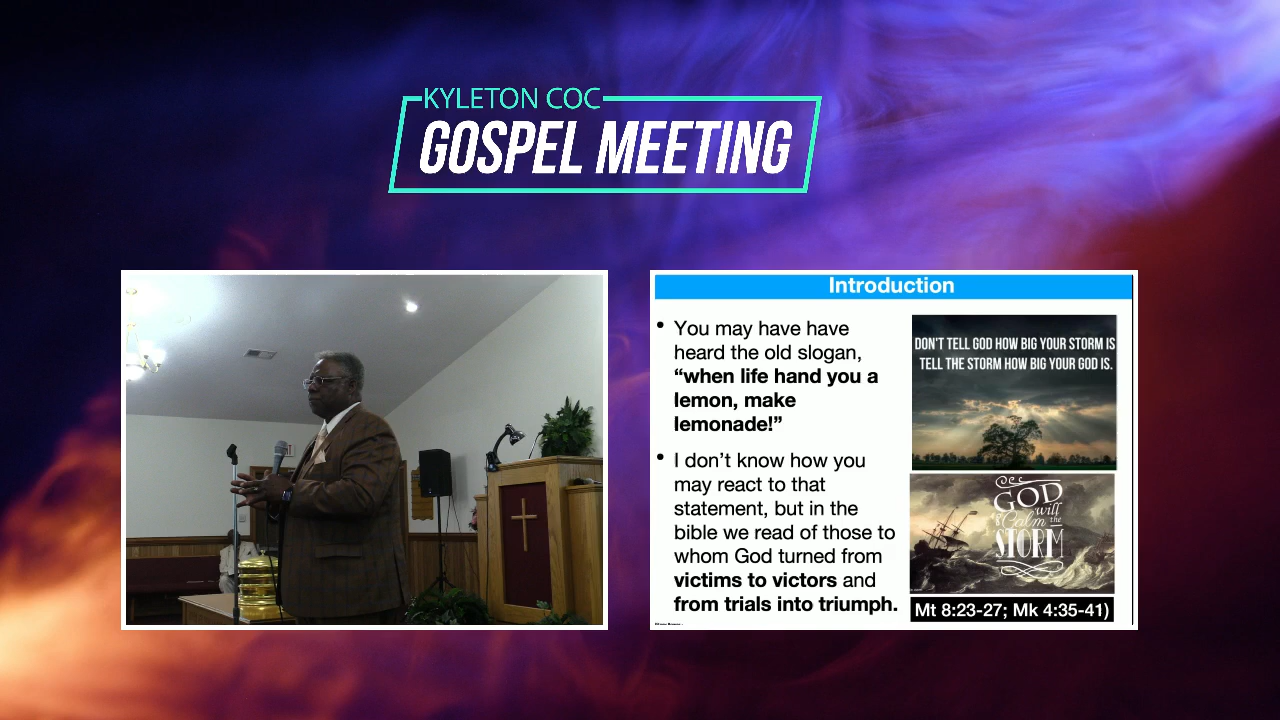 KYLETON COC
GOSPEL MEETING
Introduction
• You may have have
heard the old slogan,
“when life hand you a
lemon, make
lemonade!”
• I don’t know how you
may react to that
statement, but in the
bible we read of those to
whom God turned from
victims to victors and
from trials into triumph.
DON'T TELL GOD HOW BIG YOUR STORM IS
TELL THE STORM HOW BIG YOUR GOD IS.
GOD
will
Calm the
STORM
Mt 8:23-27; Mk 4:35-41)